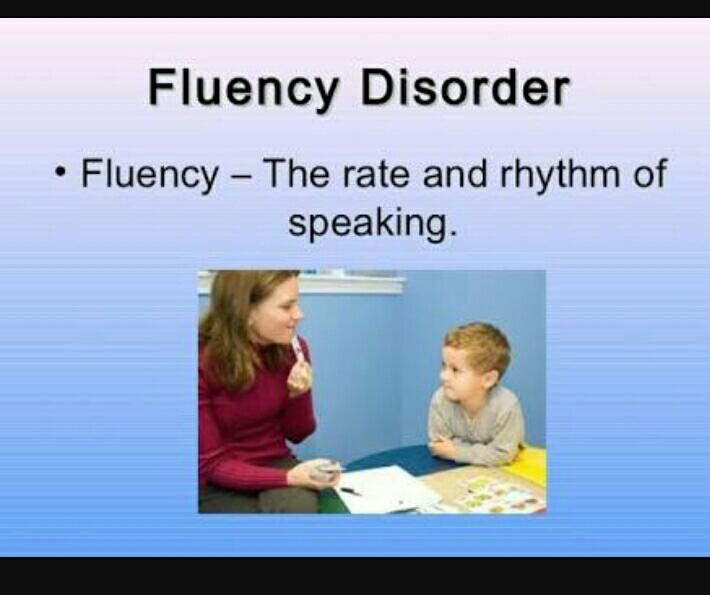 Fluency Disorder
• Fluency – The rate and rhythm of
speaking.